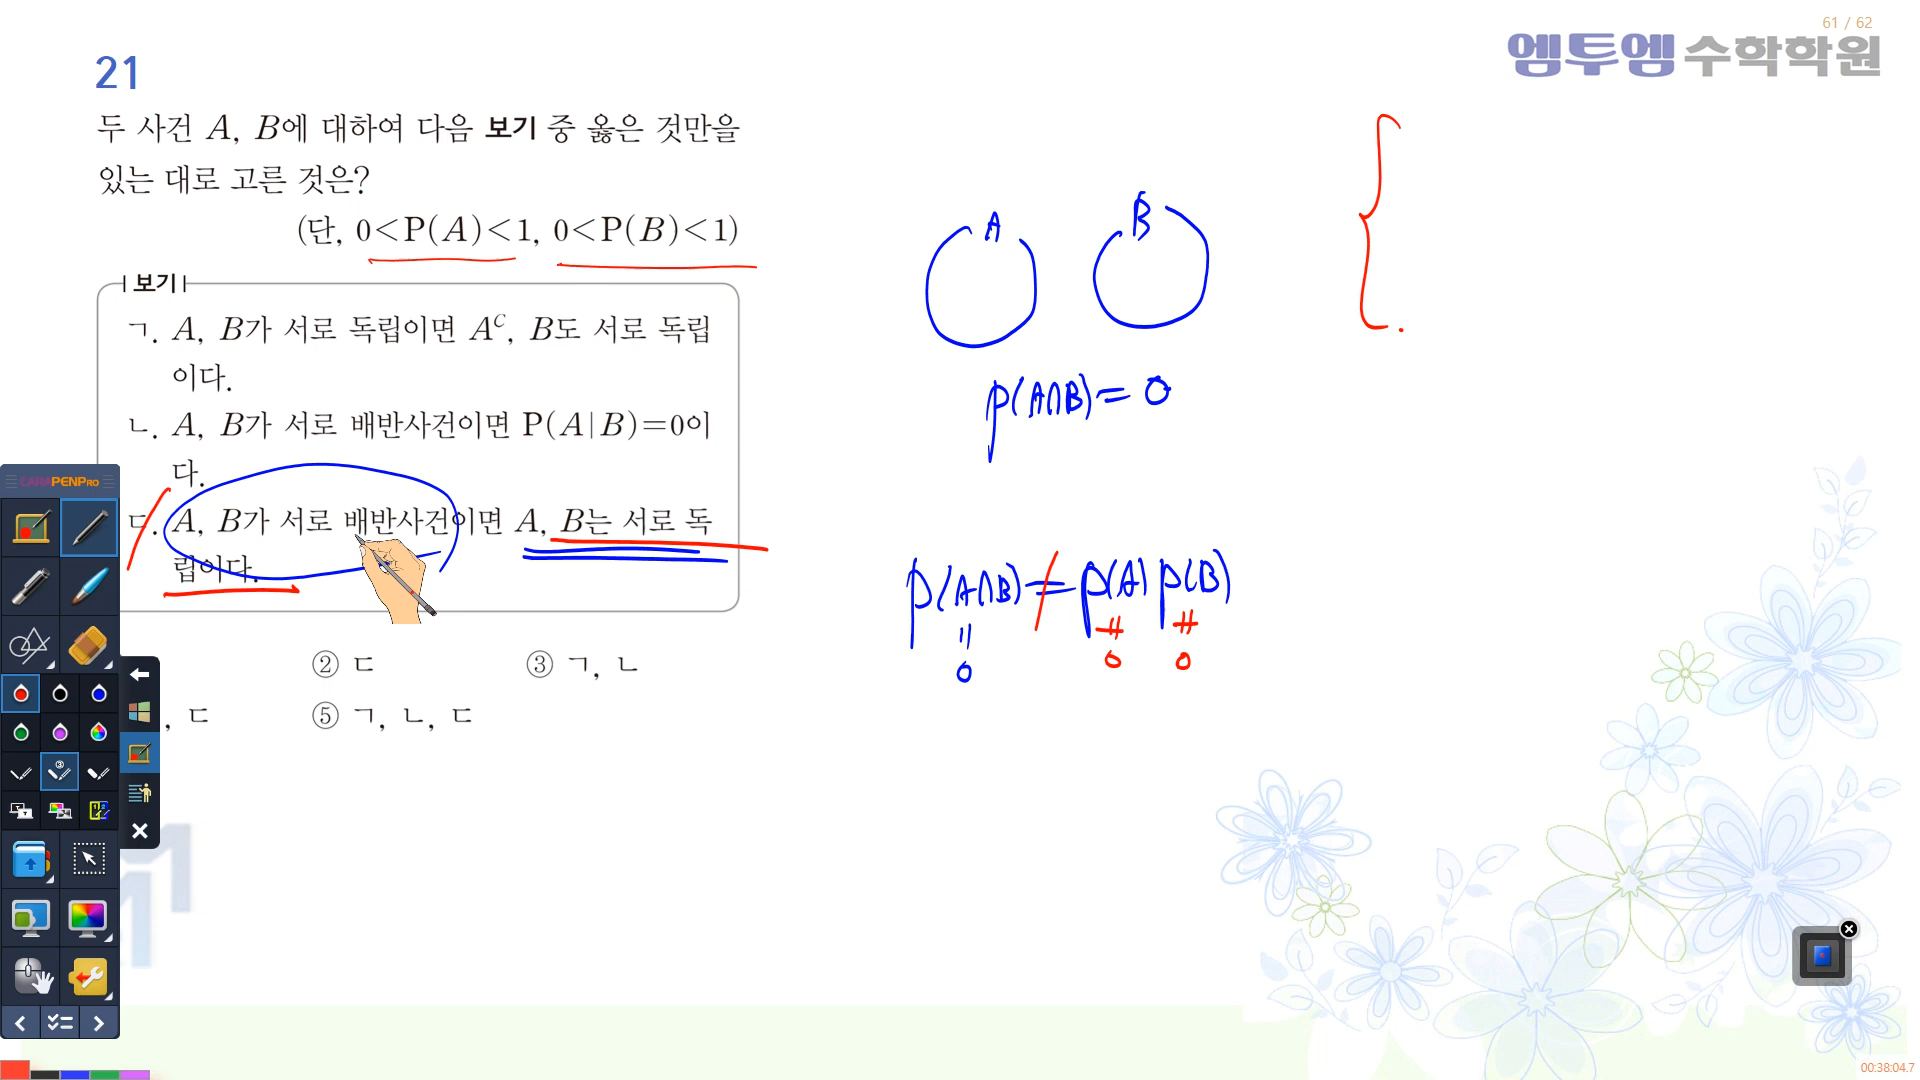 61 / 62
엠투엠 수학학원
21
두 사건 A, B에 대하여 다음 보기 중 옳은 것만을
있는 대로 고른 것은?
(단, 0<P(A)<1, 0<P(B)<1)
보기
ㄱ. A, B가 서로 독립이면 Aᶜ, B도 서로 독립
이다.
ㄴ. A, B가 서로 배반사건이면 P(A|B)=0이
다.
ㄷ. A, B가 서로 배반사건이면 A, B는 서로 독
립이다.
② ㄷ ③ ㄱ, ㄴ
, ㄷ ⑤ ㄱ, ㄴ, ㄷ
A B
P(A∩B)=0
P(A∩B)≠P(A)P(B)
0 0 0
CARAPENPRO
00:38:04.7